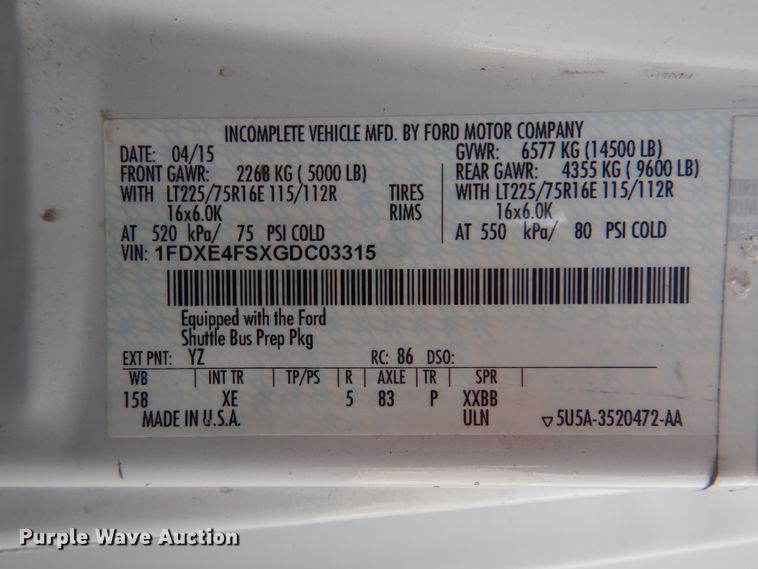 INCOMPLETE VEHICLE MFD. BY FORD MOTOR COMPANY
DATE: 04/15 GVWR: 6577 KG (14500 LB)
FRONT GAWR: 2268 KG ( 5000 LB) REAR GAWR: 4355 KG ( 9600 LB)
WITH LT225/75R16E 115/112R TIRES WITH LT225/75R16E 115/112R
16x6.0K RIMS 16x6.0K
AT 520 kPa/ 75 PSI COLD AT 550 kPa/ 80 PSI COLD
VIN: 1FDXE4FSXGDC03315
Equipped with the Ford
Shuttle Bus Prep Pkg
EXT PNT: YZ RC: 86 DSO:
WB INT TR TP/PS R AXLE TR SPR
158 XE 5 83 P XXBB
MADE IN U.S.A. ULN ▽5U5A-3520472-AA
Purple Wave Auction